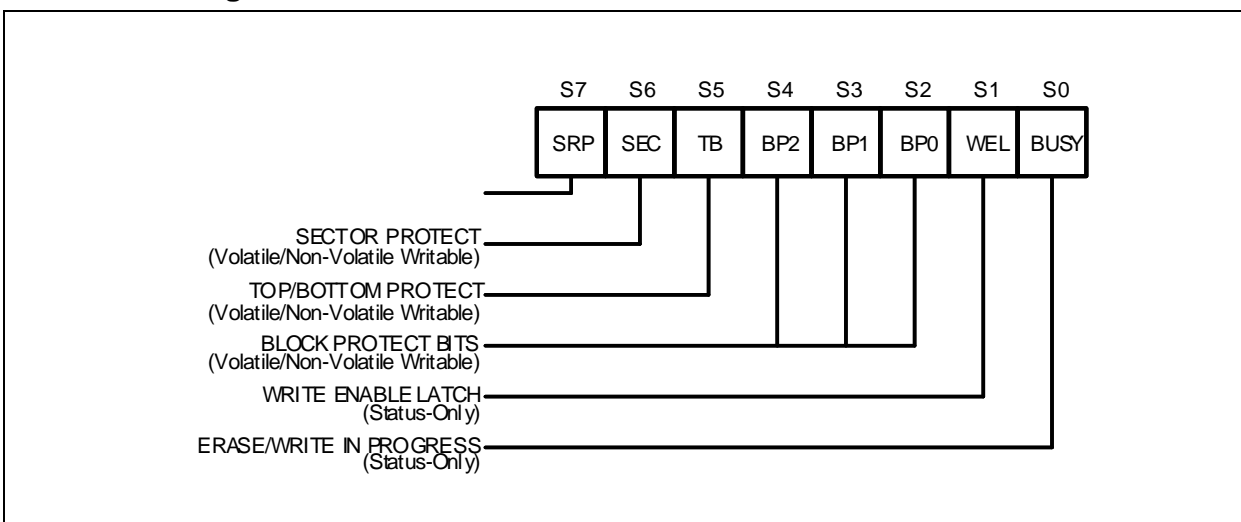 S7 S6 S5 S4 S3 S2 S1 S0
SRP SEC TB BP2 BP1 BP0 WEL BUSY
SECTOR PROTECT
(Volatile/Non-Volatile Writable)
TOP/BOTTOM PROTECT
(Volatile/Non-Volatile Writable)
BLOCK PROTECT BITS
(Volatile/Non-Volatile Writable)
WRITE ENABLE LATCH
(Status-Only)
ERASE/WRITE IN PROGRESS
(Status-Only)